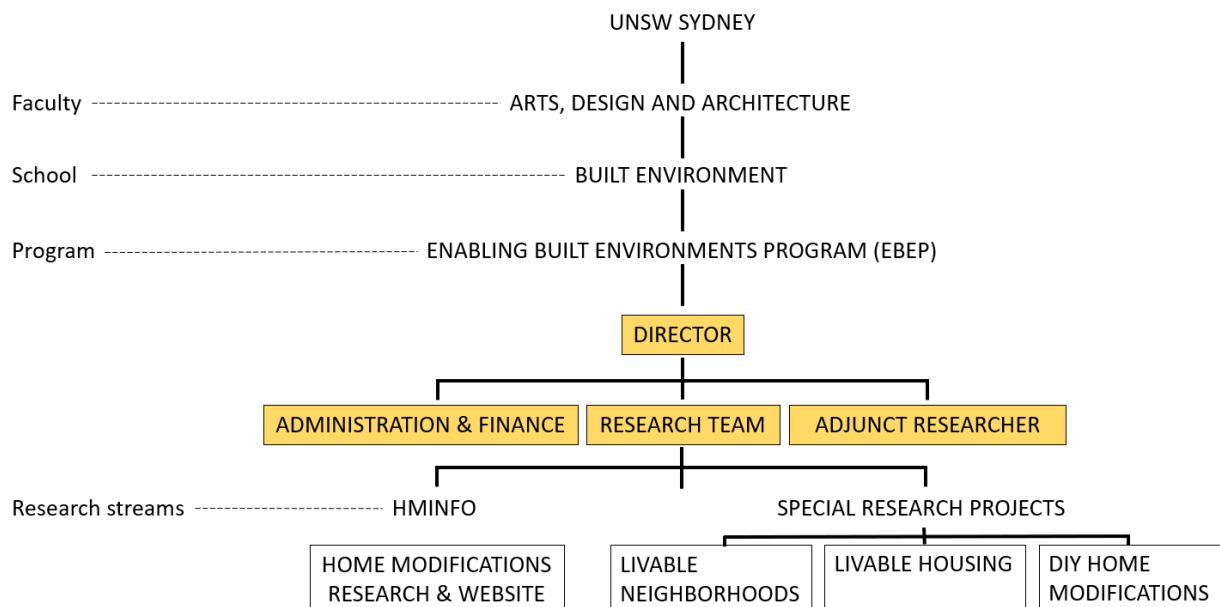 UNSW SYDNEY
Faculty
ARTS, DESIGN AND ARCHITECTURE
School
BUILT ENVIRONMENT
Program
ENABLING BUILT ENVIRONMENTS PROGRAM (EBEP)
DIRECTOR
ADMINISTRATION & FINANCE
RESEARCH TEAM
ADJUNCT RESEARCHER
Research streams
HMINFO
SPECIAL RESEARCH PROJECTS
HOME MODIFICATIONS
RESEARCH & WEBSITE
LIVABLE
NEIGHBORHOODS
LIVABLE HOUSING
DIY HOME
MODIFICATIONS